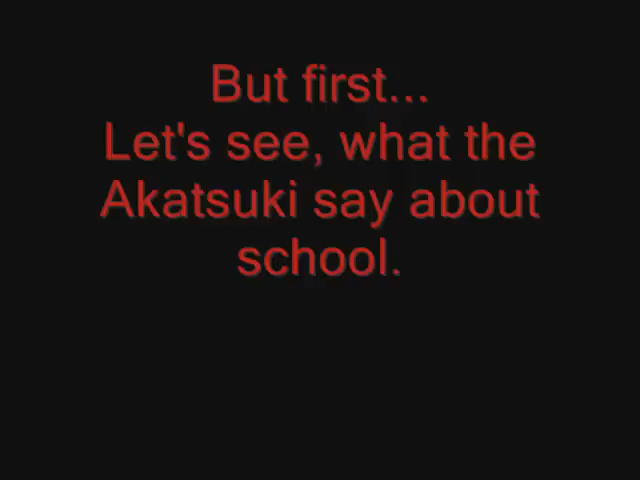 But first...
Let's see, what the
Akatsuki say about
school.